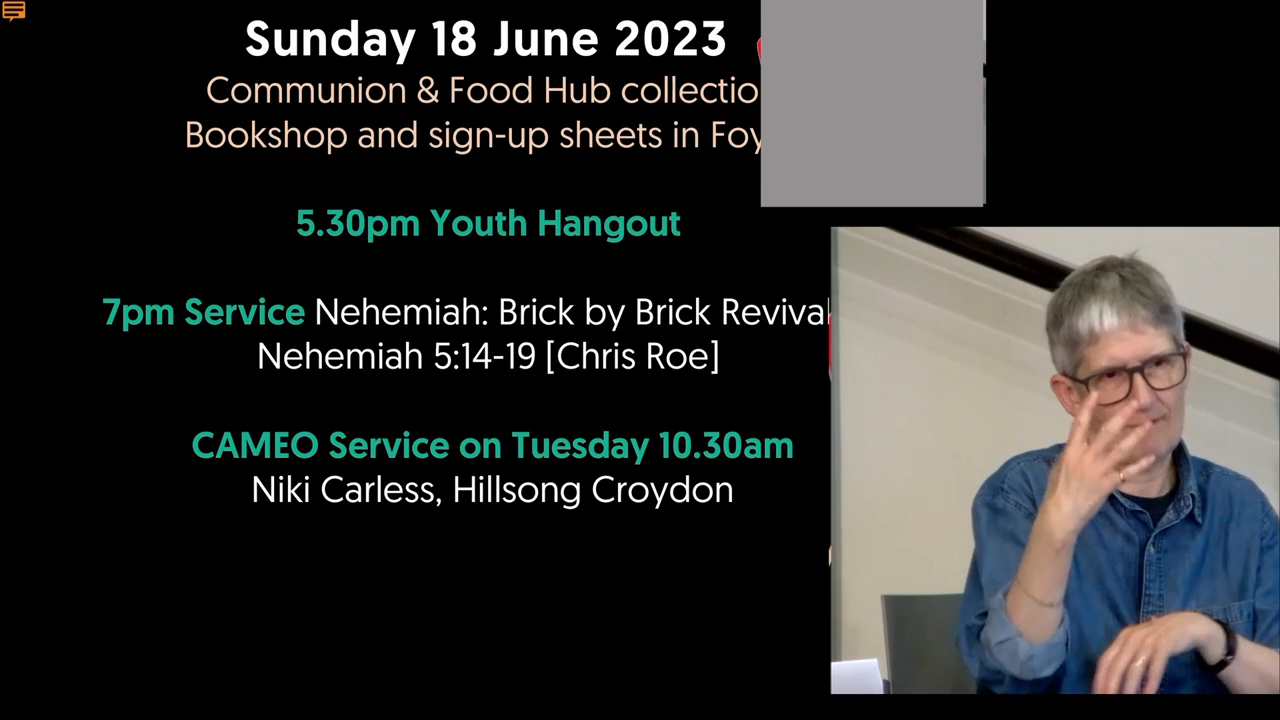 Sunday 18 June 2023
Communion & Food Hub collectio
Bookshop and sign-up sheets in Foy
5.30pm Youth Hangout
7pm Service Nehemiah: Brick by Brick Revival
Nehemiah 5:14-19 [Chris Roe]
CAMEO Service on Tuesday 10.30am
Niki Carless, Hillsong Croydon